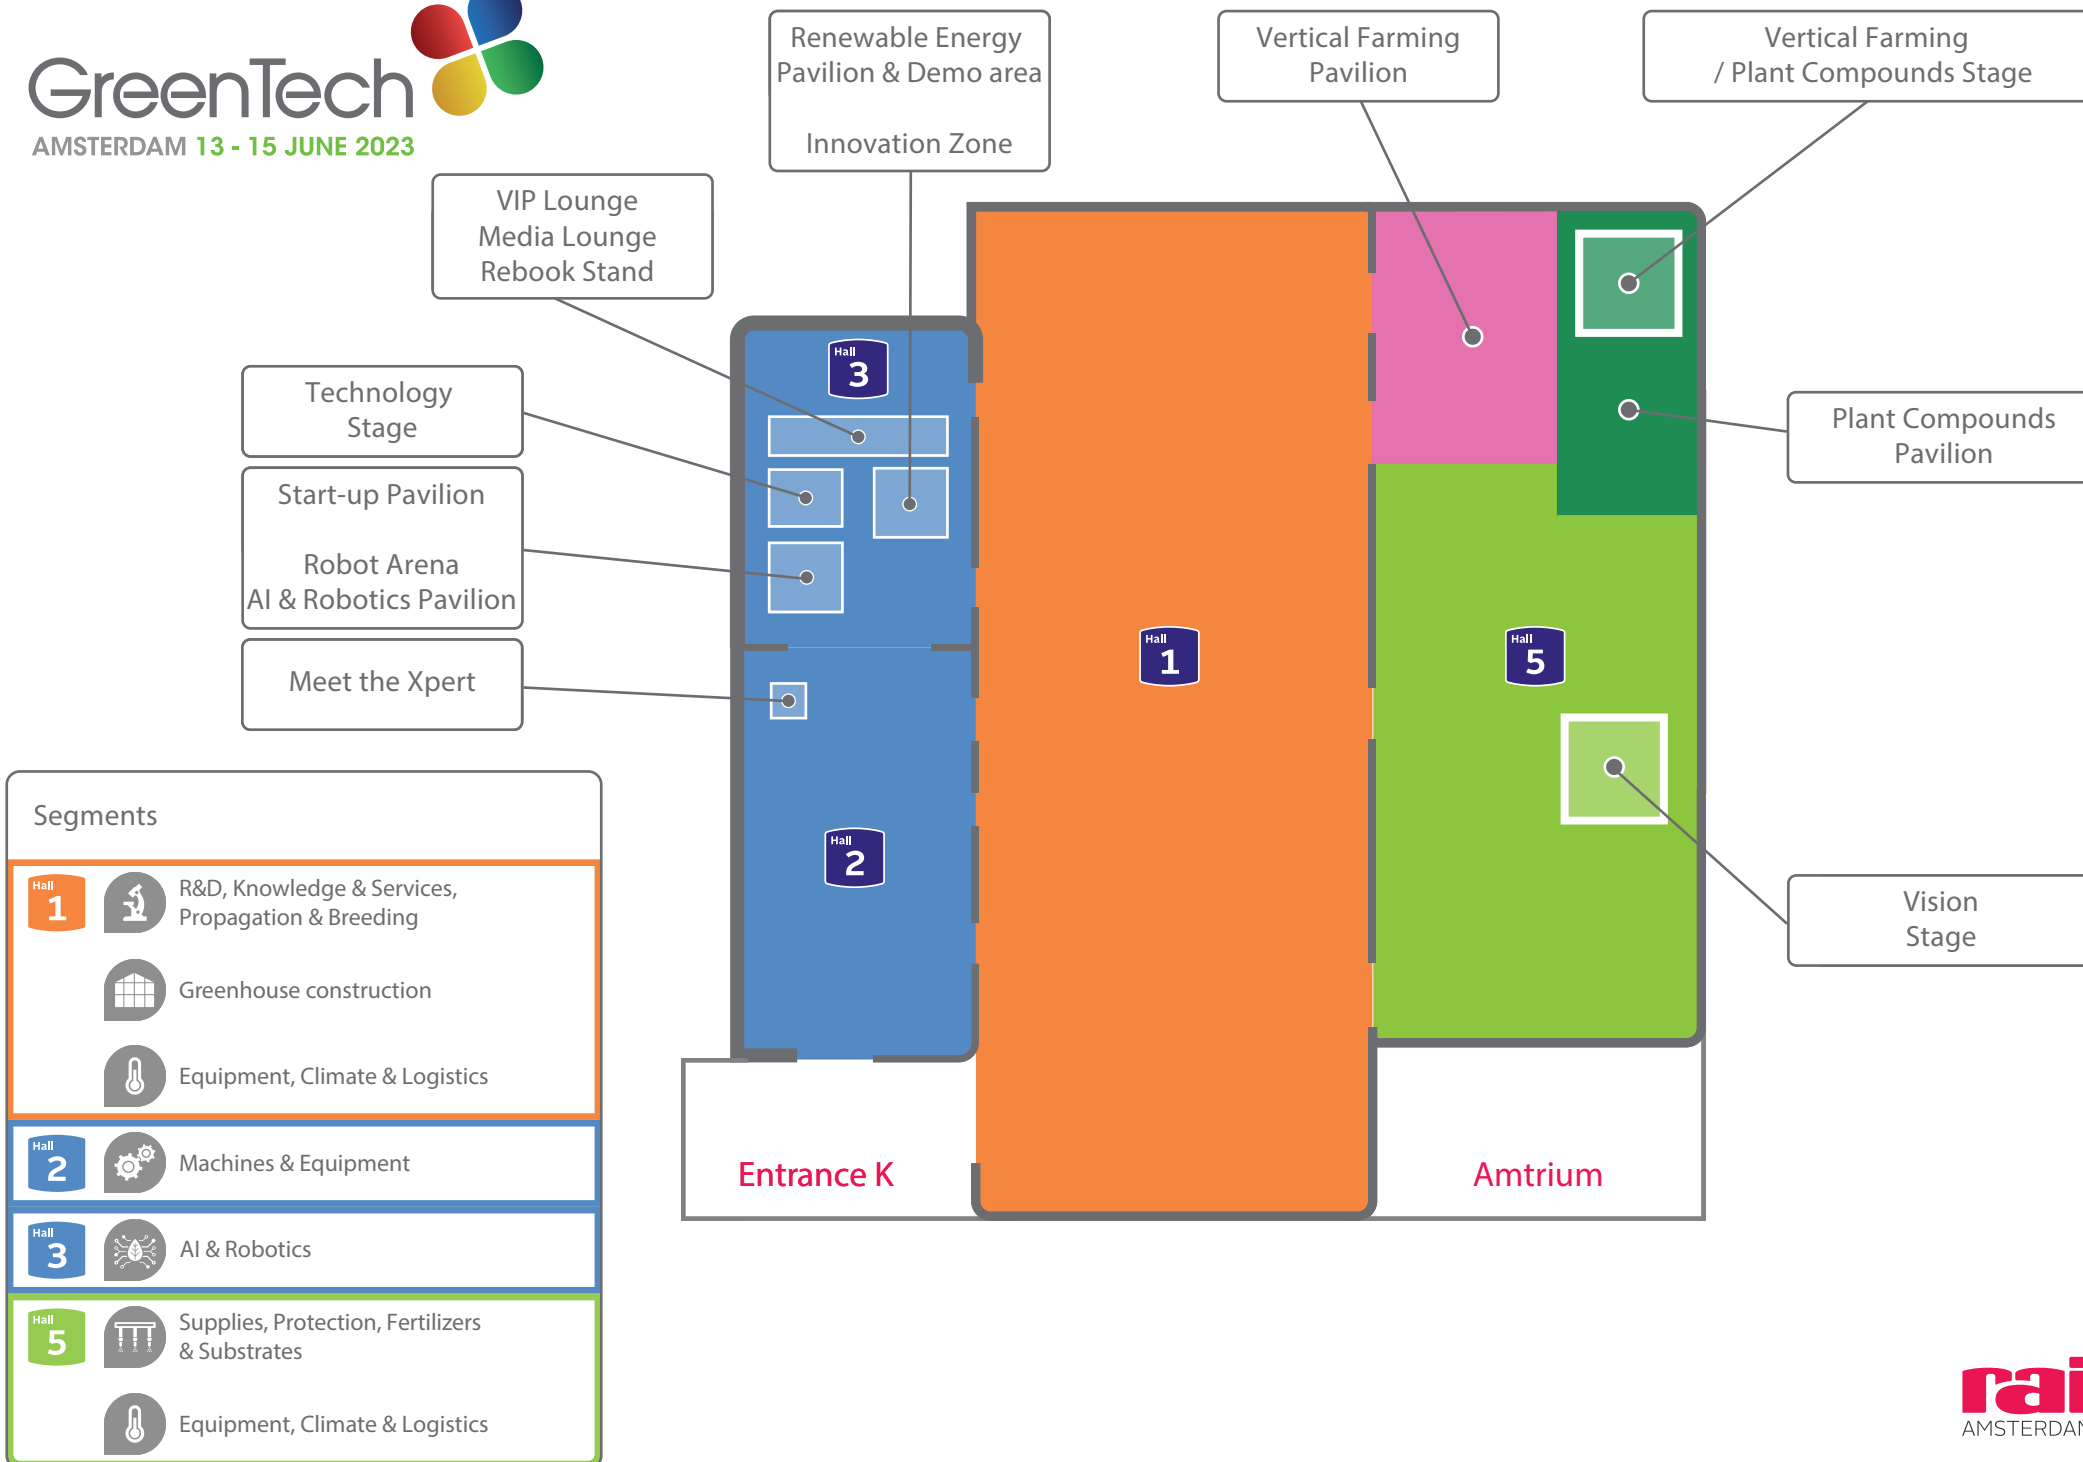 GreenTech
AMSTERDAM 13 - 15 JUNE 2023
Renewable Energy
Pavilion & Demo area
Innovation Zone
Vertical Farming
Pavilion
Vertical Farming
/ Plant Compounds Stage
VIP Lounge
Media Lounge
Rebook Stand
Technology
Stage
Start-up Pavilion
Robot Arena
AI & Robotics Pavilion
Meet the Xpert
Plant Compounds
Pavilion
Vision
Stage
Hall
3
Hall
1
Hall
5
Hall
2
Entrance K
Amtrium
Segments
Hall
1
R&D, Knowledge & Services,
Propagation & Breeding
Greenhouse construction
Equipment, Climate & Logistics
Hall
2
Machines & Equipment
Hall
3
AI & Robotics
Hall
5
Supplies, Protection, Fertilizers
& Substrates
Equipment, Climate & Logistics
rai
AMSTERDAM